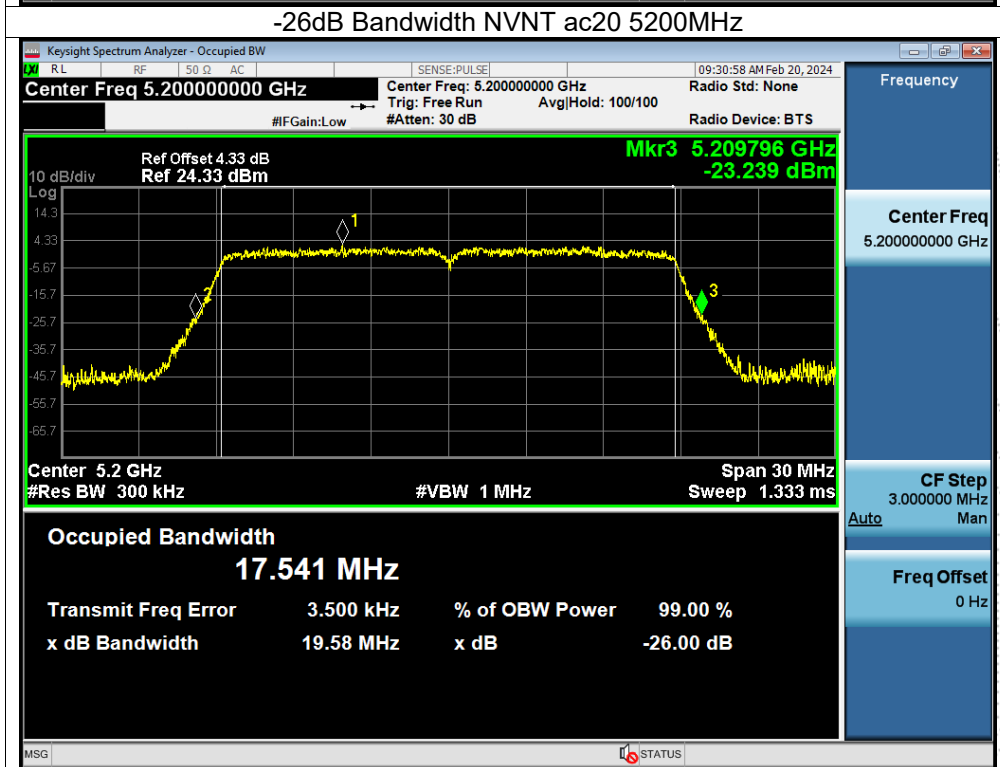 -26dB Bandwidth NVNT ac20 5200MHz
Keysight Spectrum Analyzer - Occupied BW
LXI RL RF 50 Ω AC SENSE:PULSE 09:30:58 AM Feb 20, 2024
Center Freq 5.200000000 GHz
Center Freq: 5.200000000 GHz Radio Std: None
Trig: Free Run Avg|Hold: 100/100
#IFGain:Low #Atten: 30 dB Radio Device: BTS
Mkr3 5.209796 GHz
-23.239 dBm
Ref Offset 4.33 dB
10 dB/div Ref 24.33 dBm
Log
14.3
4.33
-5.67
-15.7
-25.7
-35.7
-45.7
-55.7
-65.7
1
2
3
Center 5.2 GHz Span 30 MHz
#Res BW 300 kHz #VBW 1 MHz Sweep 1.333 ms
Occupied Bandwidth
17.541 MHz
Transmit Freq Error 3.500 kHz % of OBW Power 99.00 %
x dB Bandwidth 19.58 MHz x dB -26.00 dB
Frequency
Center Freq
5.200000000 GHz
CF Step
3.000000 MHz
Auto Man
Freq Offset
0 Hz
MSG STATUS